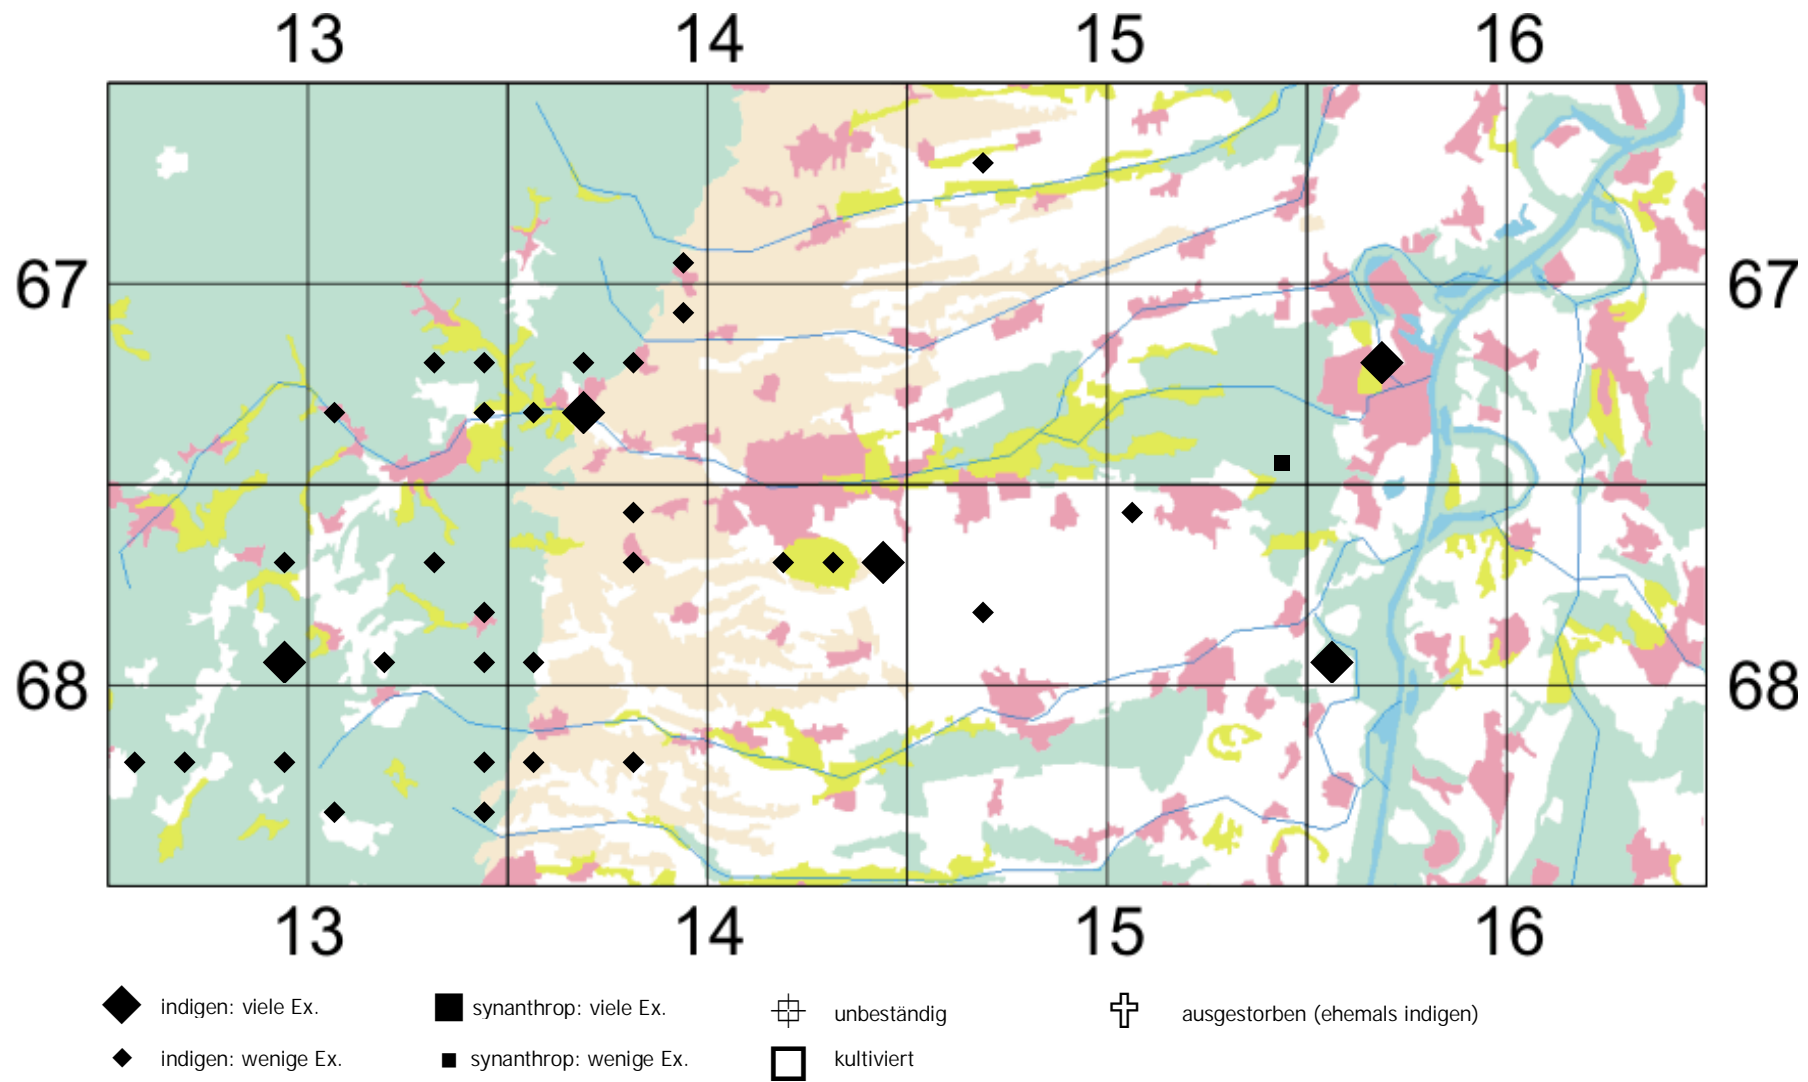 13 14 15 16
67 67
68 68
13 14 15 16
indigen: viele Ex. synanthrop: viele Ex. unbeständig ausgestorben (ehemals indigen)
indigen: wenige Ex. synanthrop: wenige Ex. kultiviert